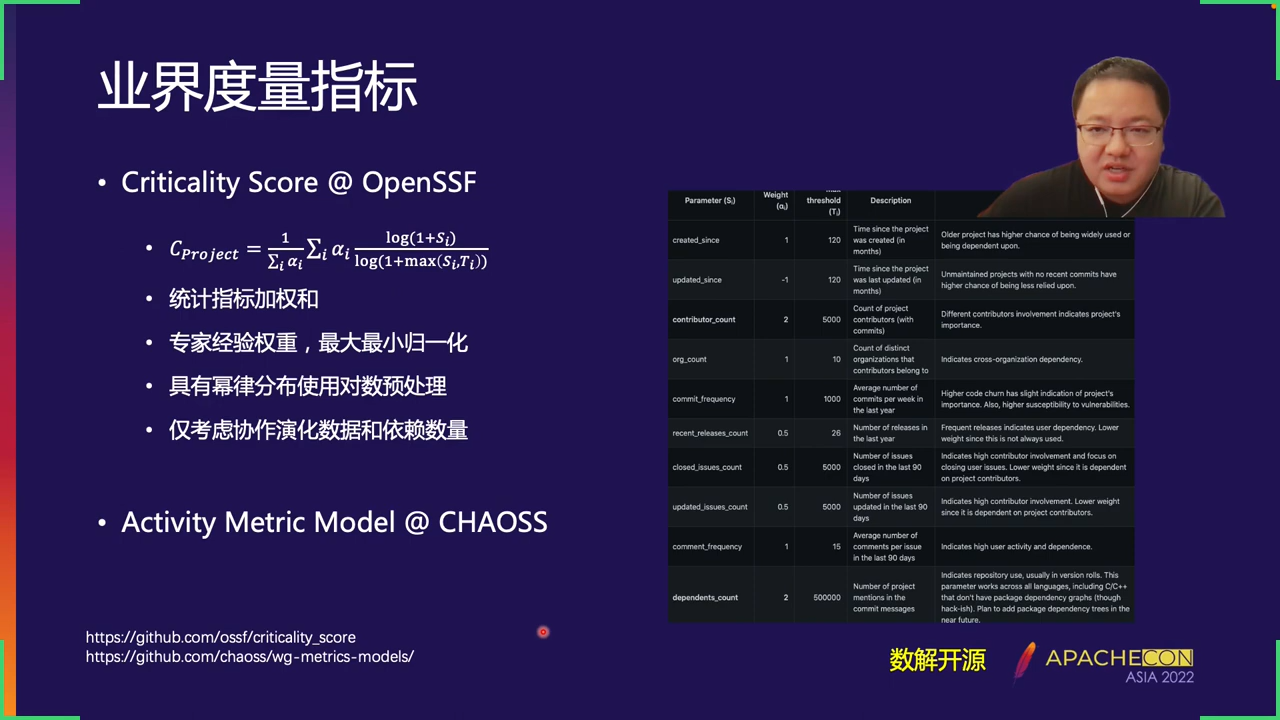 业界度量指标
• Criticality Score @ OpenSSF
• C_Project = 1/∑_i α_i ∑_i α_i log(1+S_i)/log(1+max(S_i,T_i))
• 统计指标加权和
• 专家经验权重，最大最小归一化
• 具有幂律分布使用对数预处理
• 仅考虑协作演化数据和依赖数量
• Activity Metric Model @ CHAOSS
https://github.com/ossf/criticality_score
https://github.com/chaoss/wg-metrics-models/
Parameter (Sᵢ)
Weight
(αᵢ)
max
threshold
(Tᵢ)
Description
created_since
1
120
Time since the project
was created (in
months)
Older project has higher chance of being widely used or
being dependent upon.
updated_since
-1
120
Time since the project
was last updated (in
months)
Unmaintained projects with no recent commits have
higher chance of being less relied upon.
contributor_count
2
5000
Count of project
contributors (with
commits)
Different contributors involvement indicates project's
importance.
org_count
1
10
Count of distinct
organizations that
contributors belong to
Indicates cross-organization dependency.
commit_frequency
1
1000
Average number of
commits per week in
the last year
Higher code churn has slight indication of project's
importance. Also, higher susceptibility to vulnerabilities.
recent_releases_count
0.5
26
Number of releases in
the last year
Frequent releases indicates user dependency. Lower
weight since this is not always used.
closed_issues_count
0.5
5000
Number of issues
closed in the last 90
days
Indicates high contributor involvement and focus on
closing user issues. Lower weight since it is dependent
on project contributors.
updated_issues_count
0.5
5000
Number of issues
updated in the last 90
days
Indicates high contributor involvement. Lower weight
since it is dependent on project contributors.
comment_frequency
1
15
Average number of
comments per issue
in the last 90 days
Indicates high user activity and dependence.
dependents_count
2
500000
Number of project
mentions in the
commit messages
Indicates repository use, usually in version rolls. This
parameter works across all languages, including C/C++
that don't have package dependency graphs (though
hack-ish). Plan to add package dependency trees in the
near future.
数解开源
APACHECON
ASIA 2022